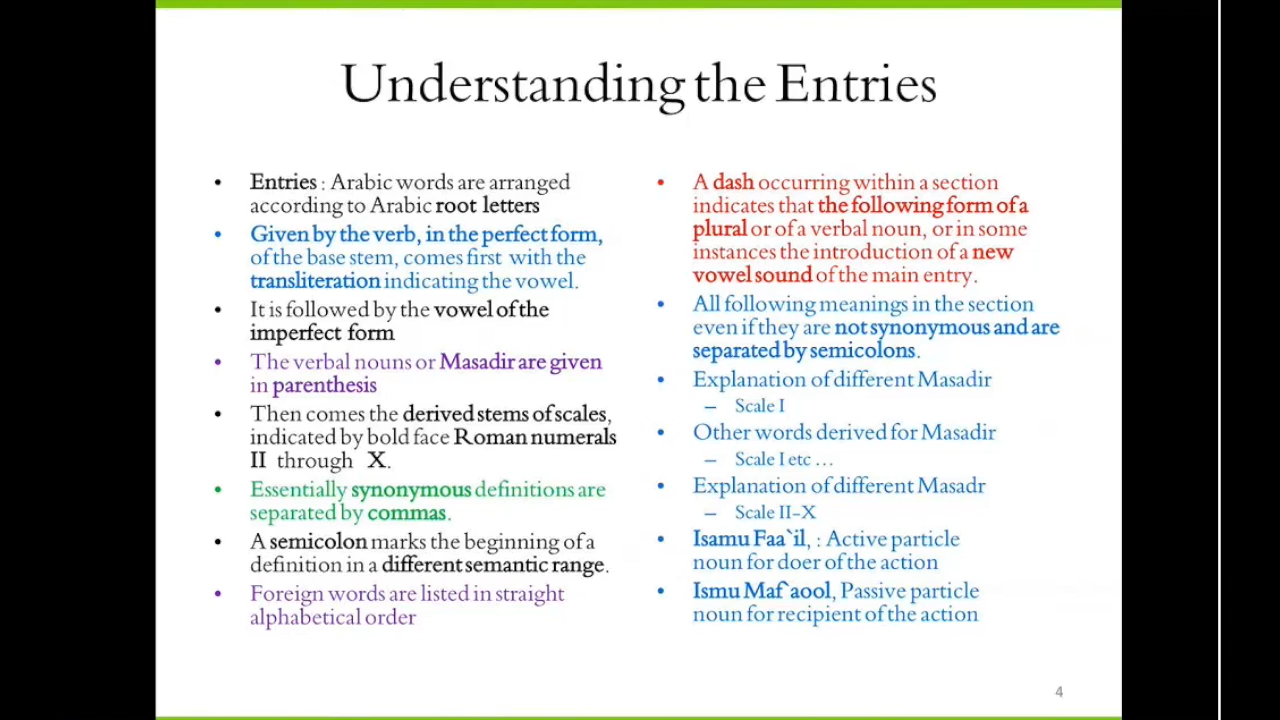 Understanding the Entries
• Entries : Arabic words are arranged
according to Arabic root letters
• Given by the verb, in the perfect form,
of the base stem, comes first with the
transliteration indicating the vowel.
• It is followed by the vowel of the
imperfect form
• The verbal nouns or Masadir are given
in parenthesis
• Then comes the derived stems of scales,
indicated by bold face Roman numerals
II through X.
• Essentially synonymous definitions are
separated by commas.
• A semicolon marks the beginning of a
definition in a different semantic range.
• Foreign words are listed in straight
alphabetical order
• A dash occurring within a section
indicates that the following form of a
plural or of a verbal noun, or in some
instances the introduction of a new
vowel sound of the main entry.
• All following meanings in the section
even if they are not synonymous and are
separated by semicolons.
• Explanation of different Masadir
– Scale I
• Other words derived for Masadir
– Scale I etc …
• Explanation of different Masadr
– Scale II-X
• Isamu Faa`il, : Active particle
noun for doer of the action
• Ismu Maf`aool, Passive particle
noun for recipient of the action
4